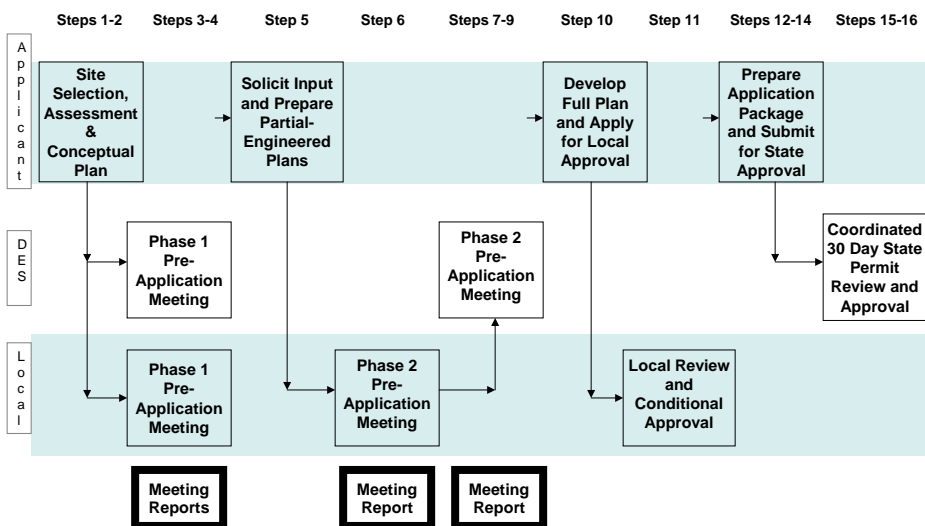 Steps 1-2 Steps 3-4 Step 5 Step 6 Steps 7-9 Step 10 Step 11 Steps 12-14 Steps 15-16
Applicant
Site
Selection,
Assessment
&
Conceptual
Plan
Solicit Input
and Prepare
Partial-
Engineered
Plans
Develop
Full Plan
and Apply
for Local
Approval
Prepare
Application
Package
and Submit
for State
Approval
DES
Phase 1
Pre-
Application
Meeting
Phase 2
Pre-
Application
Meeting
Coordinated
30 Day State
Permit
Review and
Approval
Local
Phase 1
Pre-
Application
Meeting
Phase 2
Pre-
Application
Meeting
Local Review
and
Conditional
Approval
Meeting
Reports
Meeting
Report
Meeting
Report